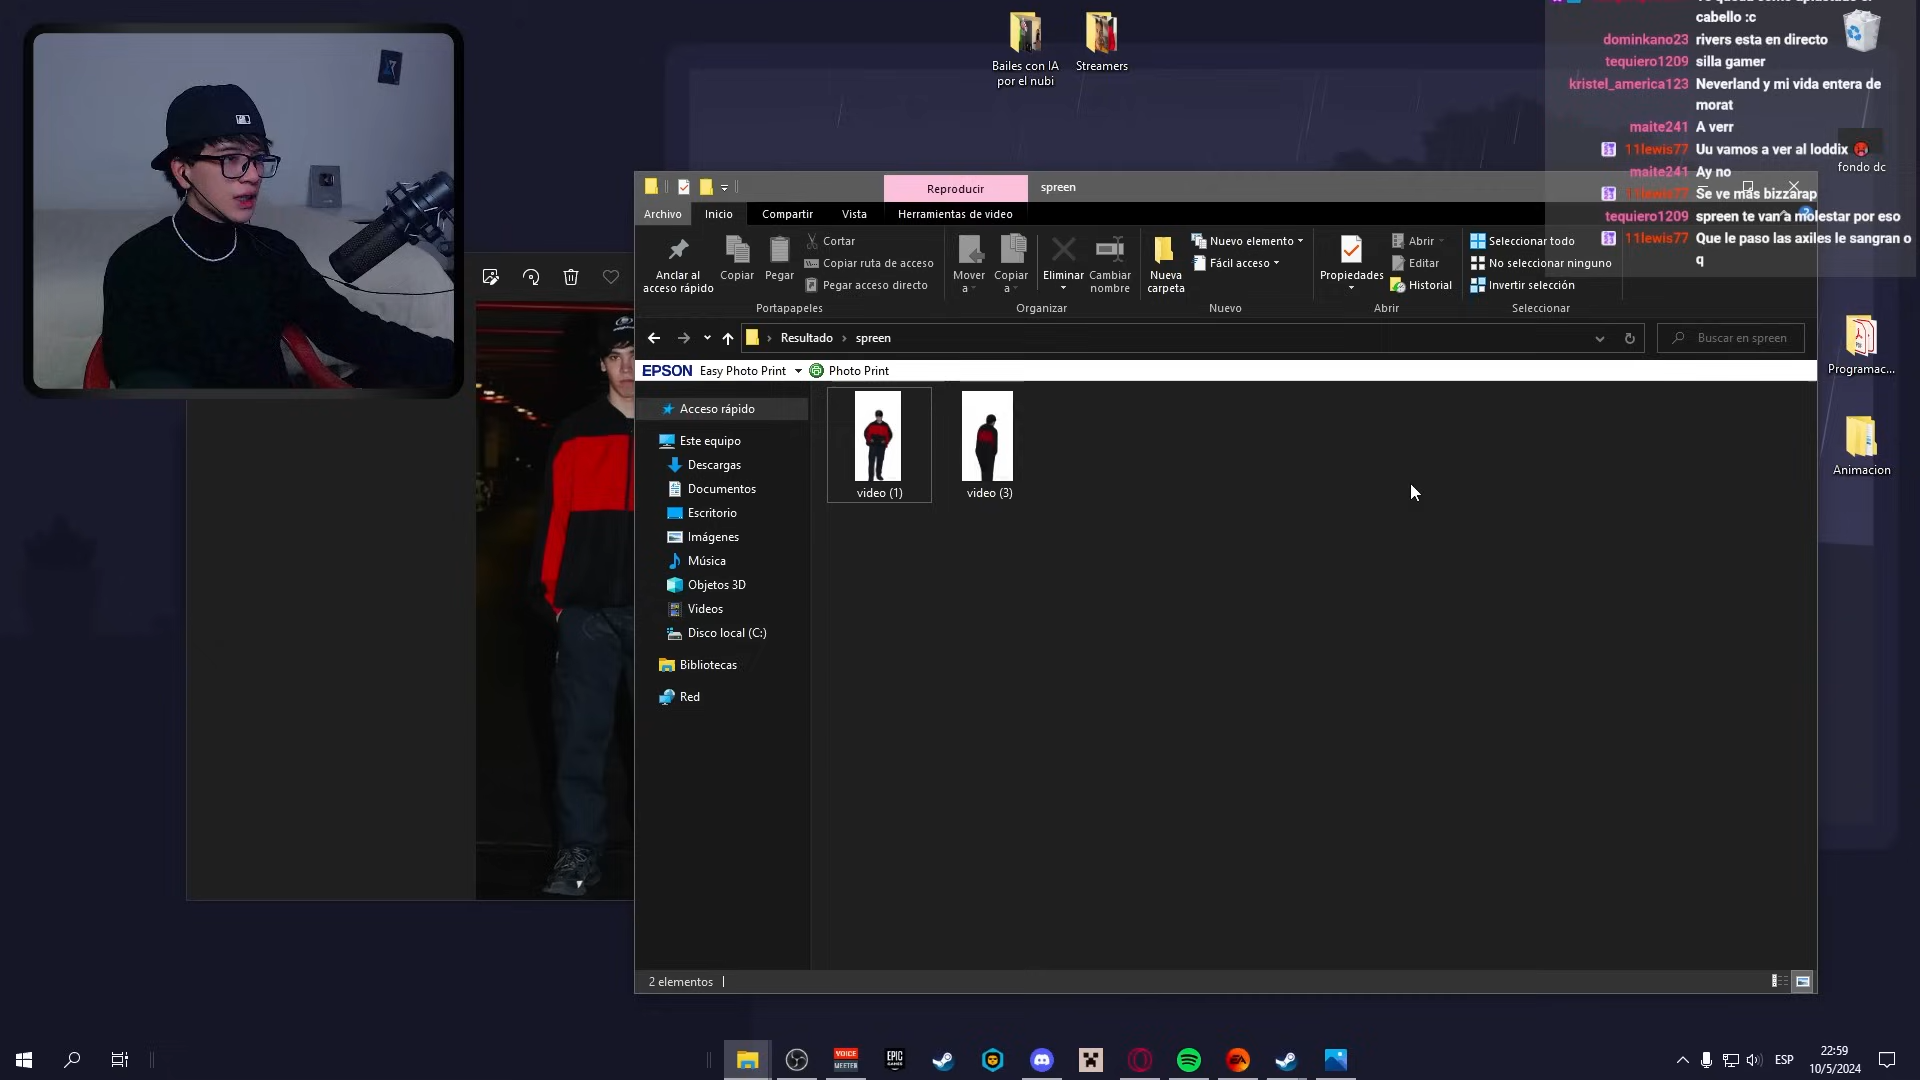 Bailes con IA
por el nubi
Streamers
cabello :c
dominkano23 rivers esta en directo
tequiero1209 silla gamer
kristel_america123 Neverland y mi vida entera de
morat
maite241 A verr
11lewis77 Uu vamos a ver al loddix
maite241 Ay no
11lewis77 Se ve mas bizzarap
tequiero1209 spreen te van a molestar por eso
11lewis77 Que le paso las axiles le sangran o
q
fondo dc
Programac...
Animacion
Reproducir
spreen
Archivo
Inicio
Compartir
Vista
Herramientas de video
Anclar al
acceso rápido
Copiar
Pegar
Cortar
Copiar ruta de acceso
Pegar acceso directo
Portapapeles
Mover
a
Copiar
a
Eliminar
Cambiar
nombre
Organizar
Nueva
carpeta
Nuevo elemento
Fácil acceso
Nuevo
Propiedades
Abrir
Editar
Historial
Abrir
Seleccionar todo
No seleccionar ninguno
Invertir selección
Seleccionar
Resultado
spreen
Buscar en spreen
EPSON Easy Photo Print Photo Print
Acceso rápido
Este equipo
Descargas
Documentos
Escritorio
Imágenes
Música
Objetos 3D
Videos
Disco local (C:)
Bibliotecas
Red
video (1)
video (3)
2 elementos
VOICE
MEETER
EPIC
GAMES
EA
ESP
22:59
10/5/2024